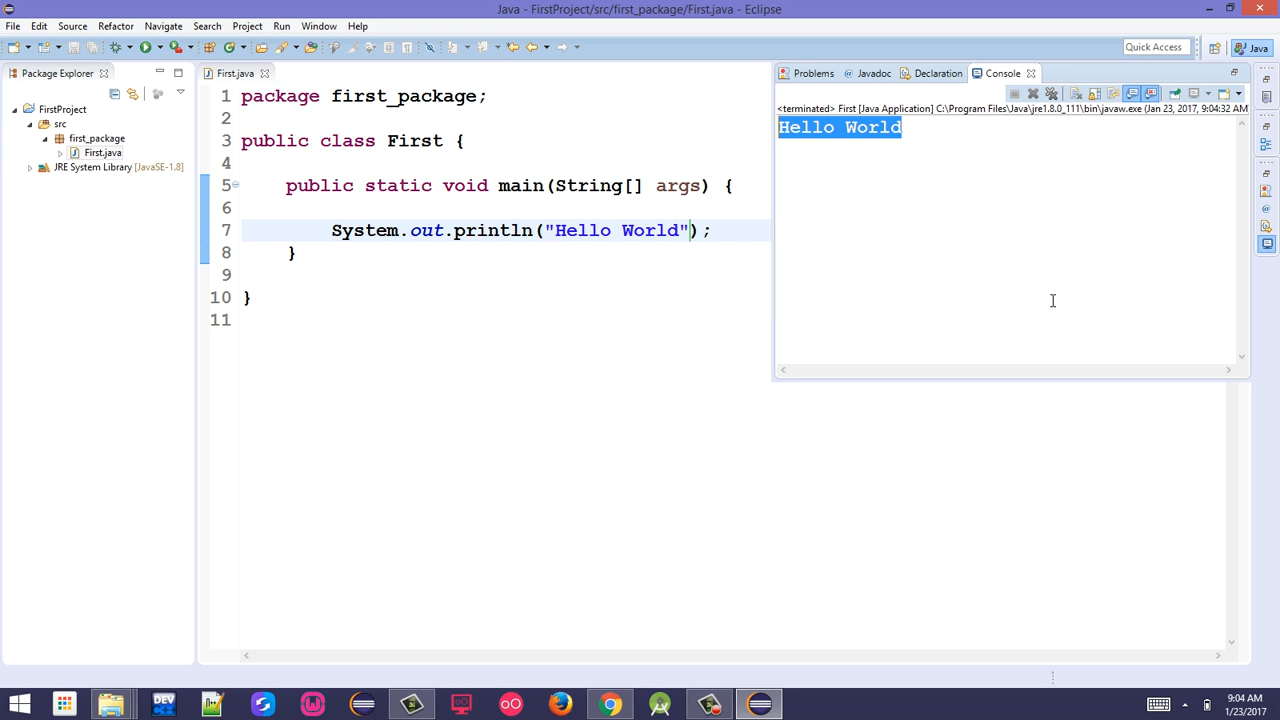 Java - FirstProject/src/first_package/First.java - Eclipse
File Edit Source Refactor Navigate Search Project Run Window Help
Quick Access Java
Package Explorer
FirstProject
src
first_package
First.java
JRE System Library [JavaSE-1.8]
First.java
1 package first_package;
2
3 public class First {
4
5 public static void main(String[] args) {
6
7 System.out.println("Hello World");
8 }
9
10 }
11
Problems @ Javadoc Declaration Console
<terminated> First [Java Application] C:\Program Files\Java\jre1.8.0_111\bin\javaw.exe (Jan 23, 2017, 9:04:32 AM
Hello World
DEV
9:04 AM
1/23/2017